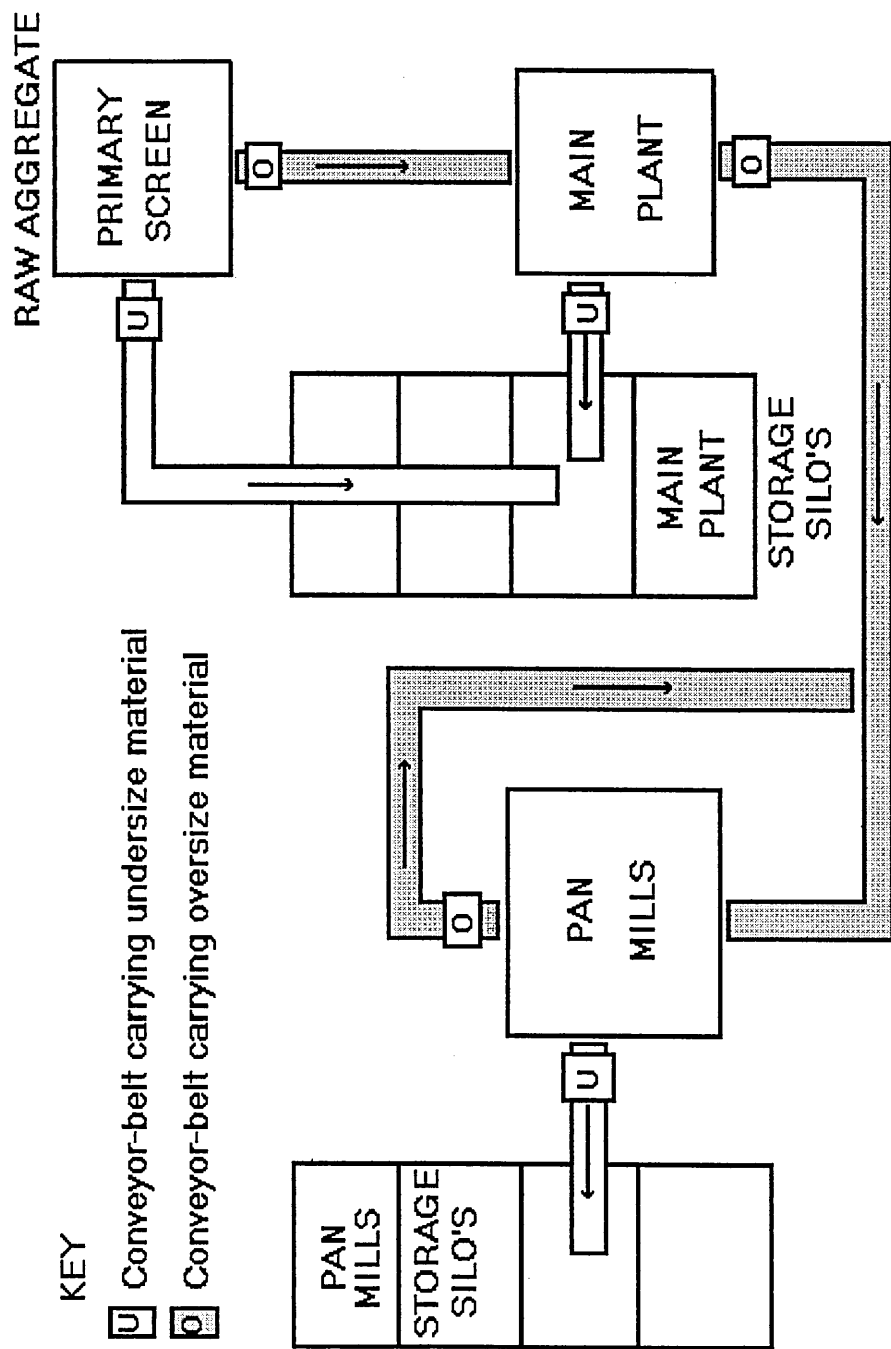 RAW AGGREGATE
PRIMARY
SCREEN
U
O
MAIN
PLANT
U
O
MAIN
PLANT
STORAGE
SILO'S
KEY
U Conveyor-belt carrying undersize material
O Conveyor-belt carrying oversize material
O
PAN
MILLS
U
PAN
MILLS
STORAGE
SILO'S